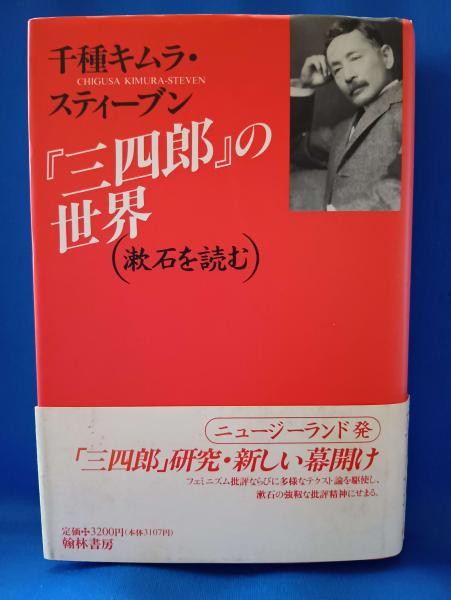 千種キムラ・
CHIGUSA KIMURA-STEVEN
スティーブン
『三四郎』の
世界
(漱石を読む)
ニュージーランド発
「三四郎」研究・新しい幕開け
フェミニズム批評ならびに多様なテクスト論を駆使し、
漱石の強靱な批評精神にせまる。
定価✢3200円(本体3107円)
翰林書房